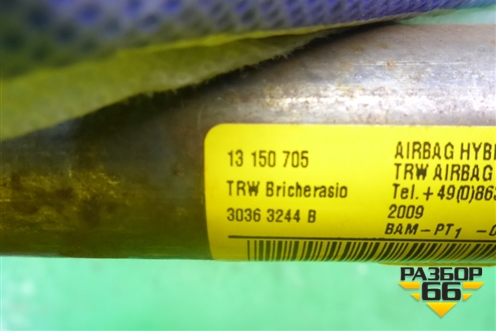 13 150 705
TRW Bricherasio
3036 3244 B
AIRBAG
TRW AIRBAG
Tel. +49(0)86
2009
BAM-PT1
РАЗБОР
66